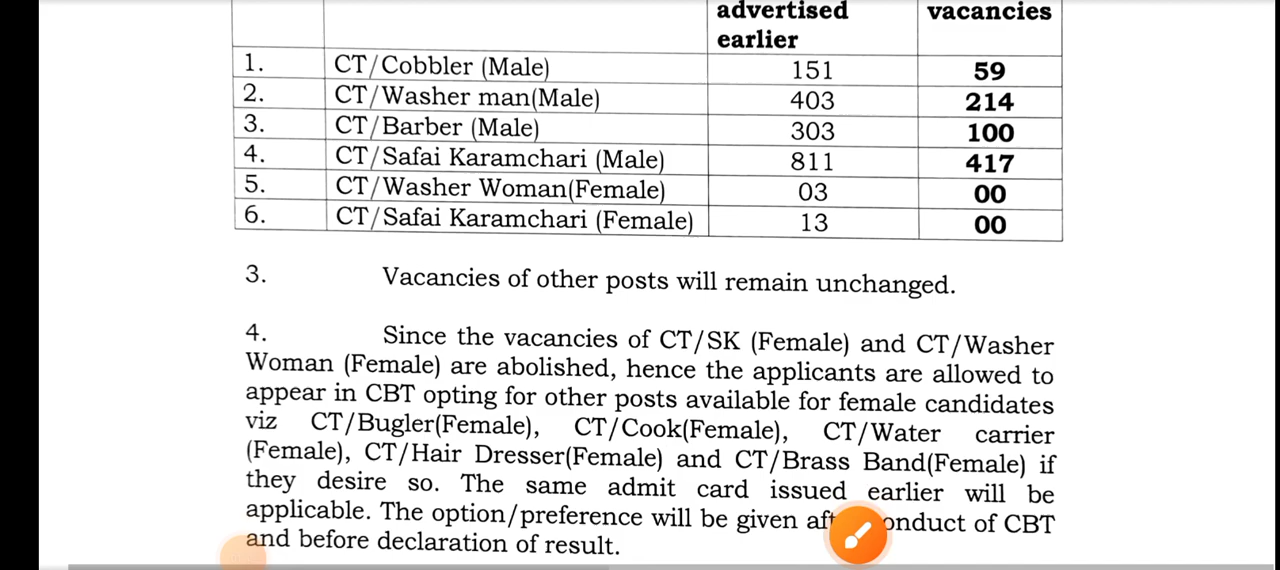 advertised vacancies
earlier
1. CT/Cobbler (Male) 151 59
2. CT/Washer man(Male) 403 214
3. CT/Barber (Male) 303 100
4. CT/Safai Karamchari (Male) 811 417
5. CT/Washer Woman(Female) 03 00
6. CT/Safai Karamchari (Female) 13 00
3. Vacancies of other posts will remain unchanged.
4. Since the vacancies of CT/SK (Female) and CT/Washer
Woman (Female) are abolished, hence the applicants are allowed to
appear in CBT opting for other posts available for female candidates
viz CT/Bugler(Female), CT/Cook(Female), CT/Water carrier
(Female), CT/Hair Dresser(Female) and CT/Brass Band(Female) if
they desire so. The same admit card issued earlier will be
applicable. The option/preference will be given of CBT
and before declaration of result.